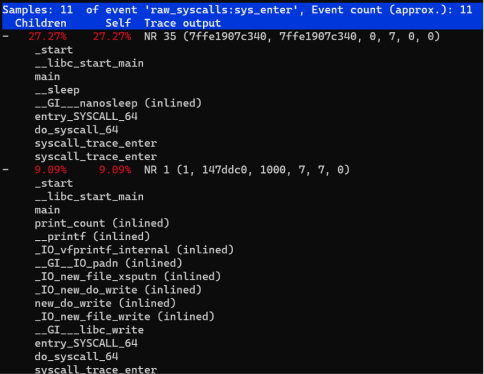 Samples: 11  of event 'raw_syscalls:sys_enter', Event count (approx.): 11
  Children      Self  Trace output
-   27.27%    27.27%  NR 35 (7ffe1907c340, 7ffe1907c340, 0, 7, 0, 0)
     _start
     __libc_start_main
     main
     __sleep
     __GI___nanosleep (inlined)
     entry_SYSCALL_64
     do_syscall_64
     syscall_trace_enter
     syscall_trace_enter
-    9.09%     9.09%  NR 1 (1, 147ddc0, 1000, 7, 7, 0)
     _start
     __libc_start_main
     main
     print_count (inlined)
     __printf (inlined)
     _IO_vfprintf_internal (inlined)
     __GI__IO_padn (inlined)
     _IO_new_file_xsputn (inlined)
     _IO_new_do_write (inlined)
     new_do_write (inlined)
     _IO_new_file_write (inlined)
     __GI___libc_write
     entry_SYSCALL_64
     do_syscall_64
     syscall_trace_enter